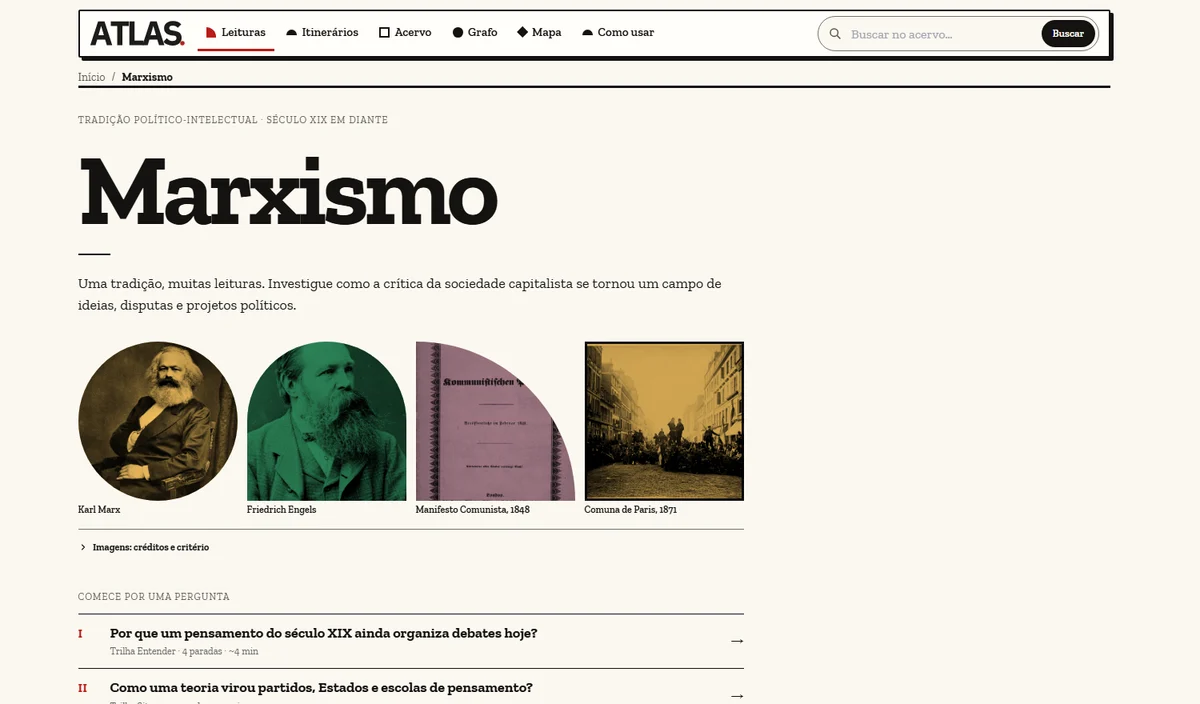 ATLAS.
Leituras
Itinerários
Acervo
Grafo
Mapa
Como usar
Buscar no acervo...
Buscar
Início / Marxismo
TRADIÇÃO POLÍTICO-INTELECTUAL · SÉCULO XIX EM DIANTE
Marxismo
Uma tradição, muitas leituras. Investigue como a crítica da sociedade capitalista se tornou um campo de
ideias, disputas e projetos políticos.
Kommunistischen
Karl Marx
Friedrich Engels
Manifesto Comunista, 1848
Comuna de Paris, 1871
Imagens: créditos e critério
COMECE POR UMA PERGUNTA
I
Por que um pensamento do século XIX ainda organiza debates hoje?
→
Trilha Entender · 4 paradas · ~4 min
II
Como uma teoria virou partidos, Estados e escolas de pensamento?
→